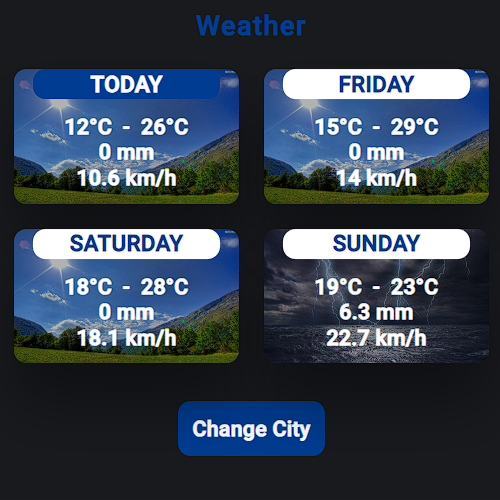 Weather
TODAY
12°C - 26°C
0 mm
10.6 km/h
FRIDAY
15°C - 29°C
0 mm
14 km/h
SATURDAY
18°C - 28°C
0 mm
18.1 km/h
SUNDAY
19°C - 23°C
6.3 mm
22.7 km/h
Change City